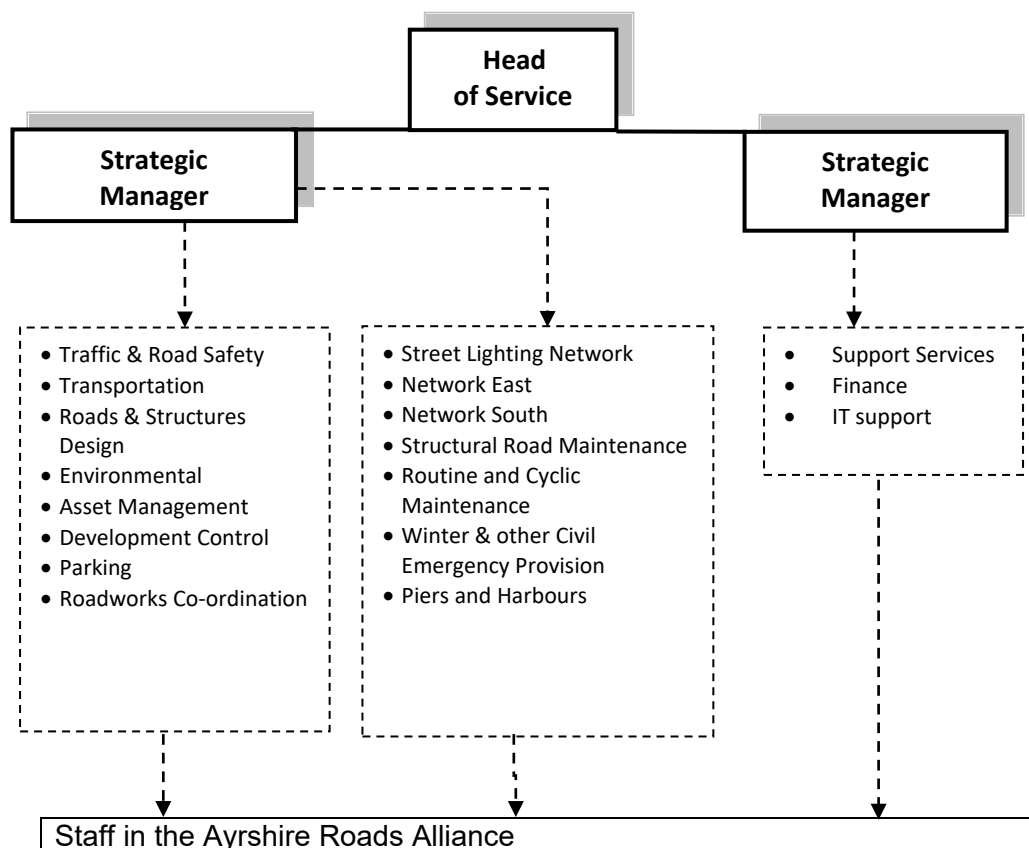 Head
of Service
Strategic
Manager
Strategic
Manager
• Traffic & Road Safety
• Transportation
• Roads & Structures
Design
• Environmental
• Asset Management
• Development Control
• Parking
• Roadworks Co-ordination
• Street Lighting Network
• Network East
• Network South
• Structural Road Maintenance
• Routine and Cyclic
Maintenance
• Winter & other Civil
Emergency Provision
• Piers and Harbours
• Support Services
• Finance
• IT support
Staff in the Ayrshire Roads Alliance